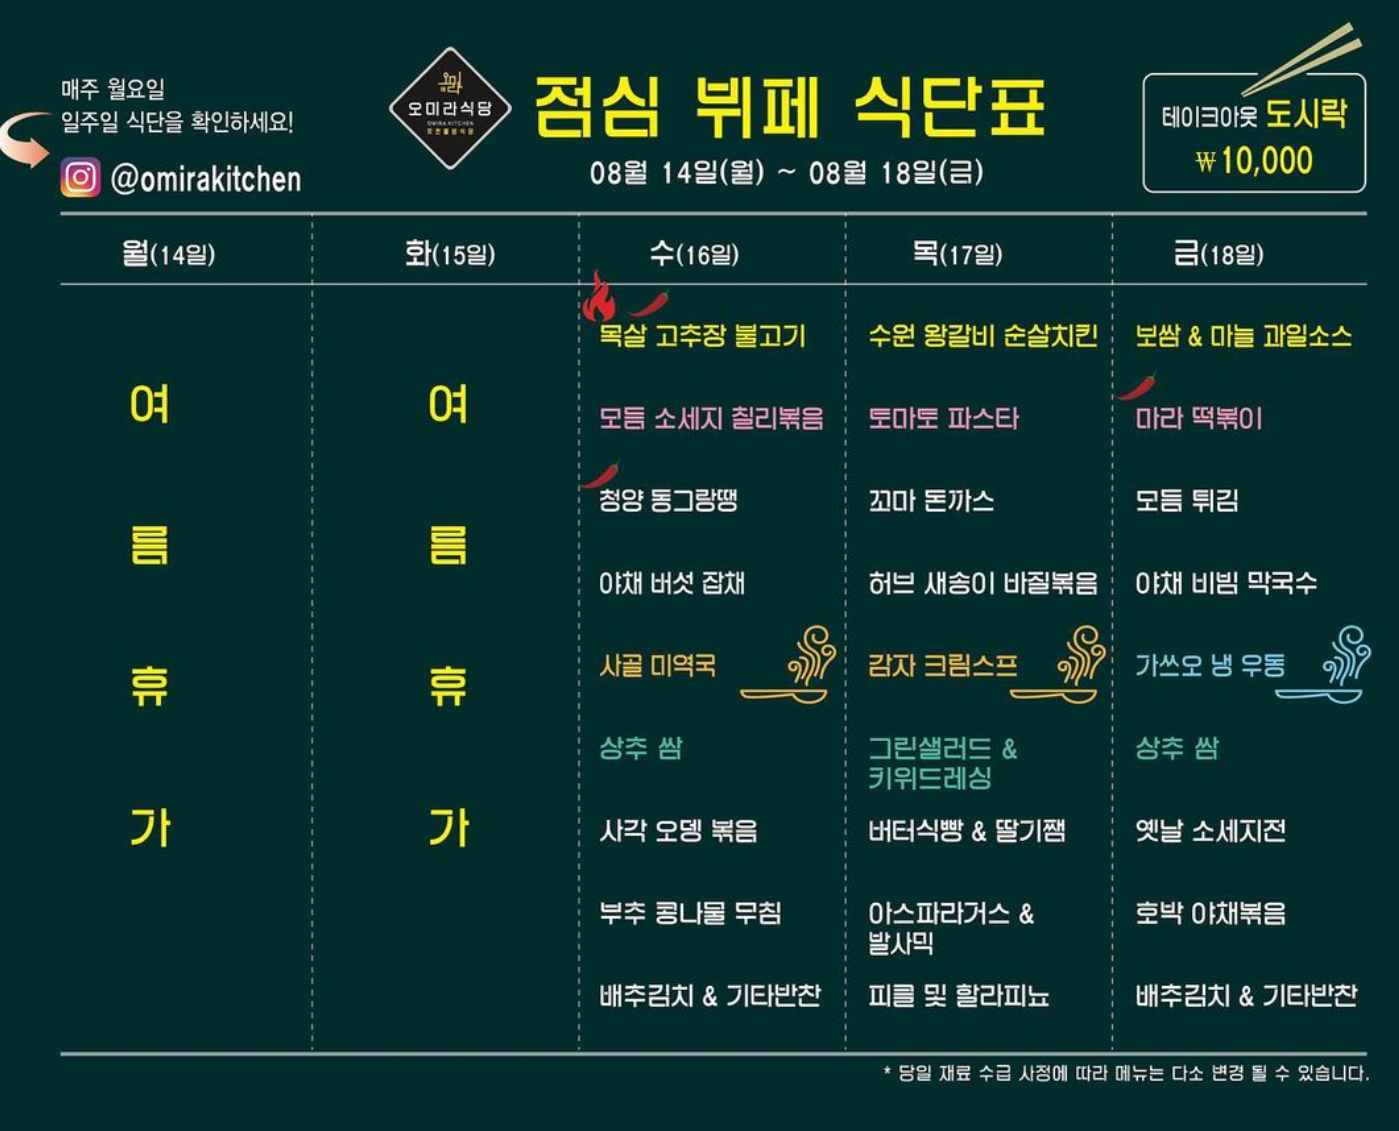 매주 월요일
일주일 식단을 확인하세요!
@omirakitchen
오미라식당
OMIRA KITCHEN
점심 뷔페 식단표
08월 14일(월) ~ 08월 18일(금)
테이크아웃 도시락
₩10,000
월(14일)
여
름
휴
가
화(15일)
여
름
휴
가
수(16일)
목살 고추장 불고기
모듬 소세지 칠리볶음
청양 동그랑땡
야채 버섯 잡채
사골 미역국
상추 쌈
사각 오뎅 볶음
부추 콩나물 무침
배추김치 & 기타반찬
목(17일)
수원 왕갈비 순살치킨
토마토 파스타
꼬마 돈까스
허브 새송이 바질볶음
감자 크림스프
그린샐러드 &
키위드레싱
버터식빵 & 딸기쨈
아스파라거스 &
발사믹
피클 및 할라피뇨
금(18일)
보쌈 & 마늘 과일소스
마라 떡볶이
모듬 튀김
야채 비빔 막국수
가쓰오 냉 우동
상추 쌈
옛날 소세지전
호박 야채볶음
배추김치 & 기타반찬
* 당일 재료 수급 사정에 따라 메뉴는 다소 변경 될 수 있습니다.